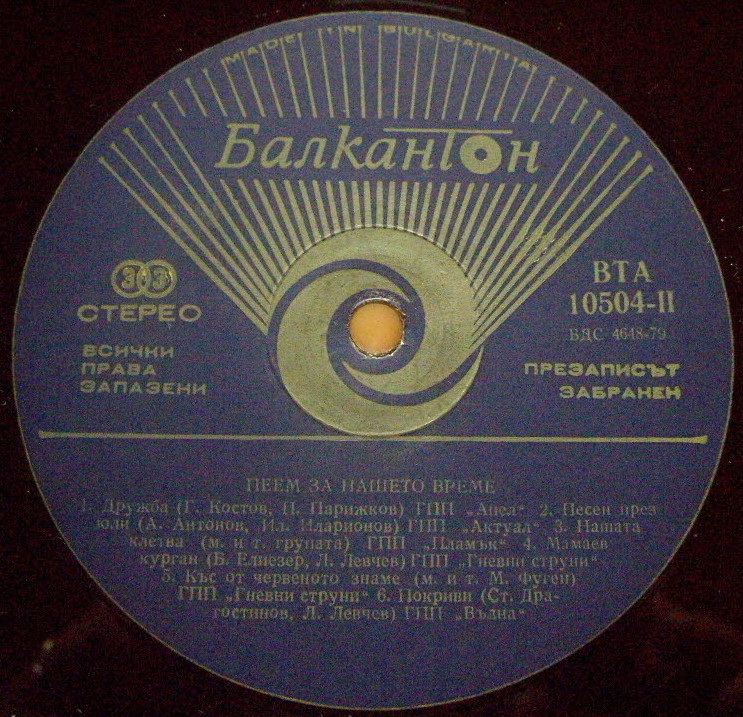 MADE IN BULGARIA
Балкантон
33
СТЕРЕО
ВСИЧКИ
ПРАВА
ЗАПАЗЕНИ
ВТА
10504-II
БДС 4648-79
ПРЕЗАПИСЪТ
ЗАБРАНЕН
ПЕЕМ ЗА НАШЕТО ВРЕМЕ
1. Дружба (Г. Костов, П. Парижков) ГПП „Апел“ 2. Песен през
юли (А. Антонов, Ил. Иларионов) ГПП „Актуал“ 3. Нашата
клетва (м. и т. групата) ГПП „Пламък“ 4. Мамаев
курган (Б. Елиезер, Л. Левчев) ГПП „Гневни струни“
5. Къс от червеното знаме (м. и т. М. Фуген)
ГПП „Гневни струни“ 6. Покриви (Ст. Дра-
гостинов, Л. Левчев) ГПП „Вълна“